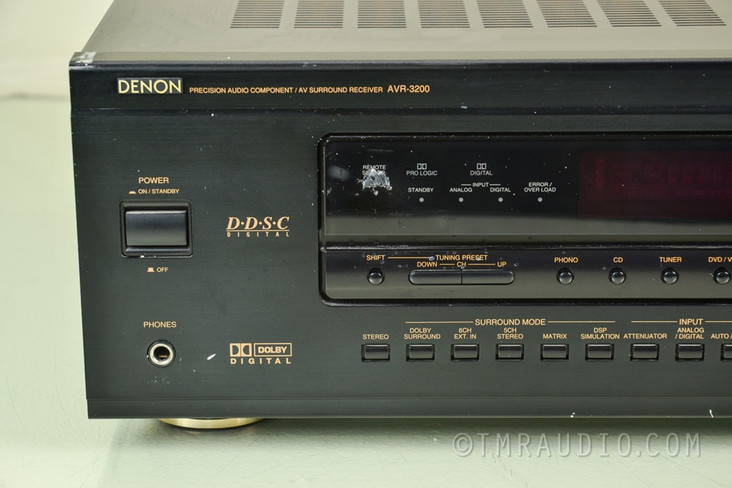 DENON PRECISION AUDIO COMPONENT / AV SURROUND RECEIVER AVR-3200
POWER
ON / STANDBY
OFF
D·D·S·C
DIGITAL
REMOTE
PRO LOGIC
DIGITAL
STANDBY
INPUT
ANALOG DIGITAL
ERROR /
OVER LOAD
SHIFT
TUNING PRESET
DOWN CH UP
PHONO CD TUNER DVD / V
PHONES
DOLBY
DIGITAL
SURROUND MODE
INPUT
STEREO
DOLBY
SURROUND
6CH
EXT. IN
5CH
STEREO
MATRIX
DSP
SIMULATION
ATTENUATOR
ANALOG
/ DIGITAL
AUTO /
©TMRAUDIO.COM